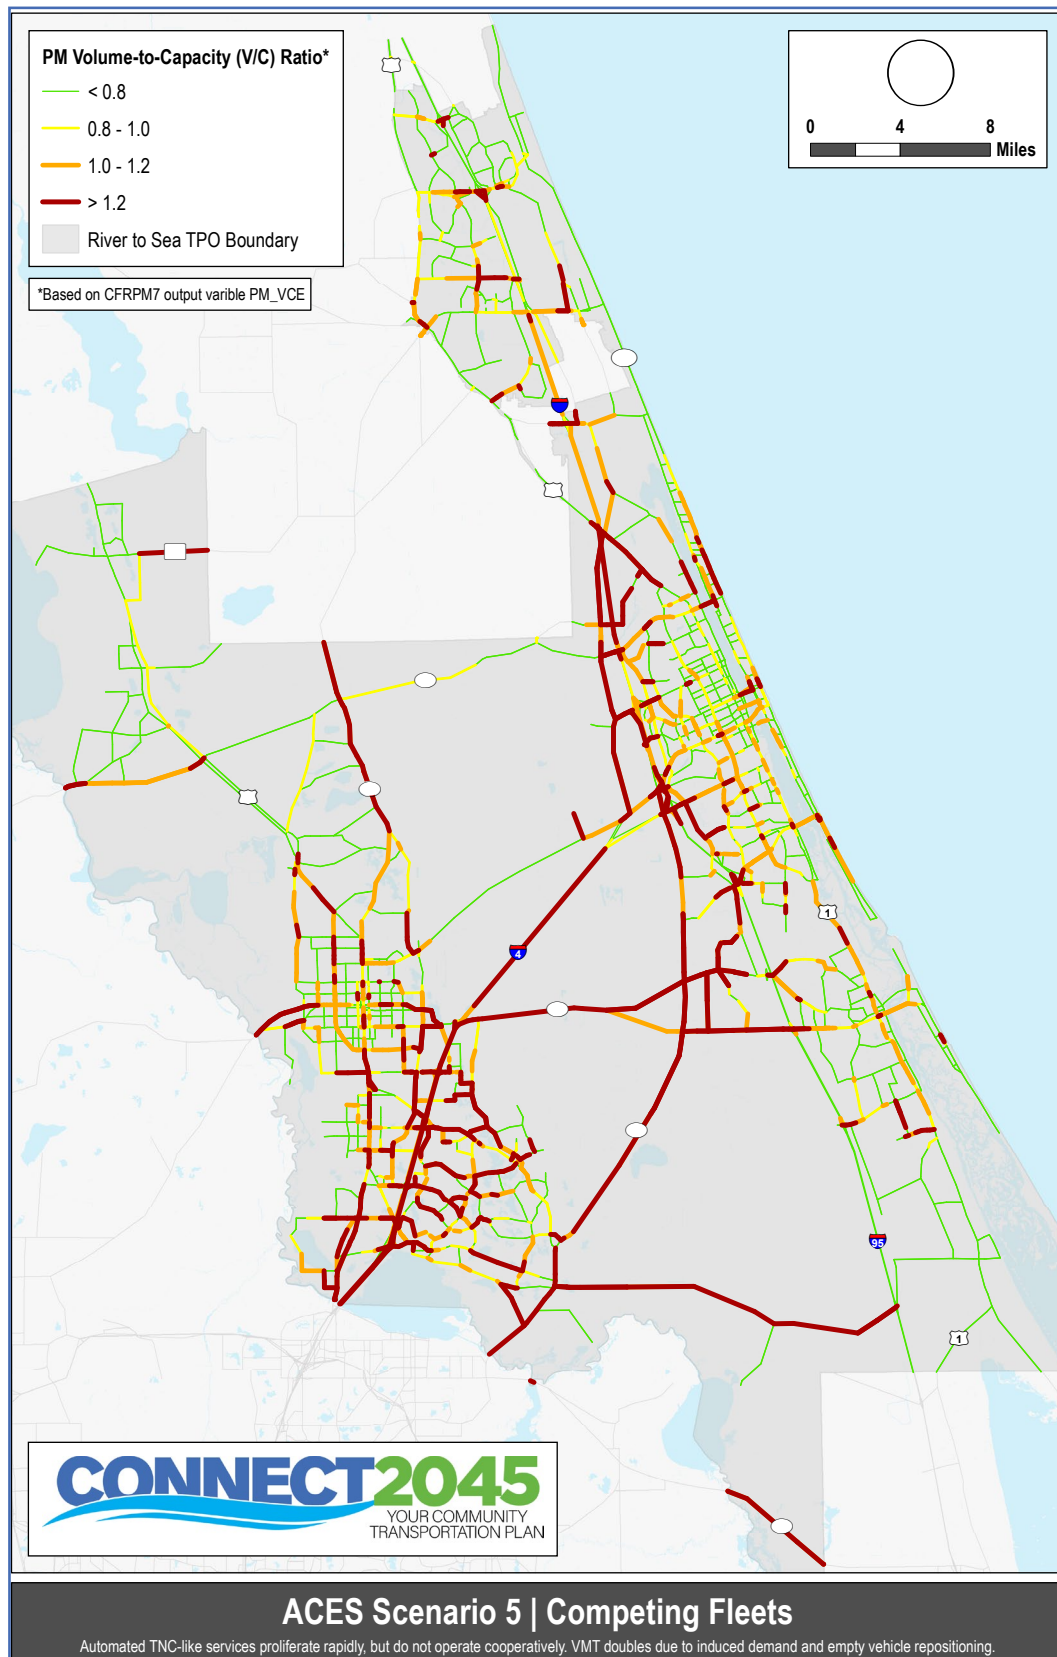 PM Volume-to-Capacity (V/C) Ratio*
< 0.8
0.8 - 1.0
1.0 - 1.2
> 1.2
River to Sea TPO Boundary
*Based on CFRPM7 output varible PM_VCE
0 4 8
Miles
1
4
95
1
CONNECT2045
YOUR COMMUNITY
TRANSPORTATION PLAN
ACES Scenario 5 | Competing Fleets
Automated TNC-like services proliferate rapidly, but do not operate cooperatively. VMT doubles due to induced demand and empty vehicle repositioning.